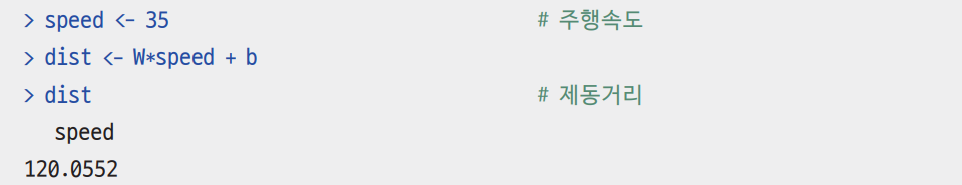 > speed <- 35 # 주행속도
> dist <- W*speed + b
> dist # 제동거리
speed
120.0552